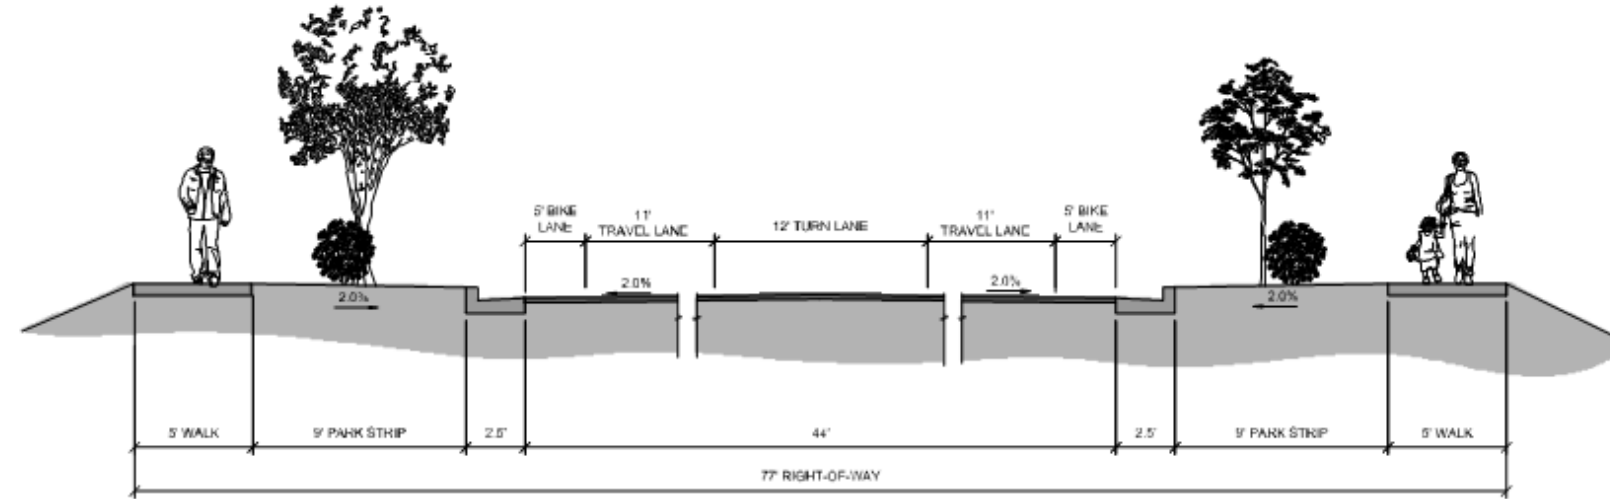 5' BIKE
LANE
11'
TRAVEL LANE
12' TURN LANE
11'
TRAVEL LANE
5' BIKE
LANE
2.0%
2.0%
2.0%
2.0%
5' WALK
9' PARK STRIP
2.5'
44'
2.5'
9' PARK STRIP
5' WALK
77' RIGHT-OF-WAY